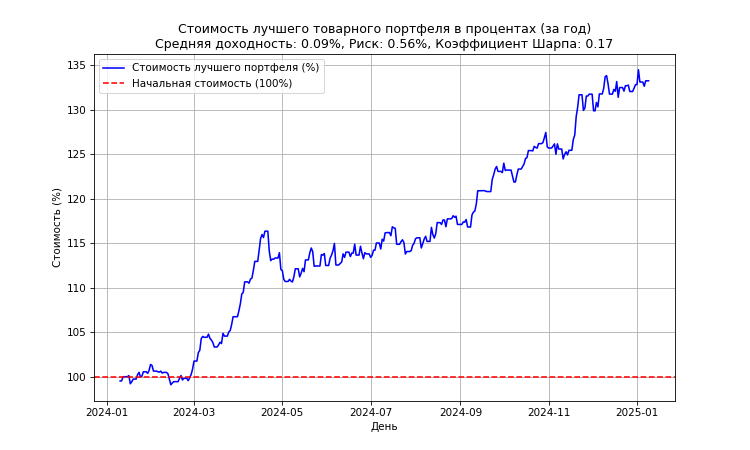 Стоимость лучшего товарного портфеля в процентах (за год)
Средняя доходность: 0.09%, Риск: 0.56%, Коэффициент Шарпа: 0.17
Стоимость лучшего портфеля (%)
Начальная стоимость (100%)
Стоимость (%)
135
130
125
120
115
110
105
100
2024-01
2024-03
2024-05
2024-07
2024-09
2024-11
2025-01
День